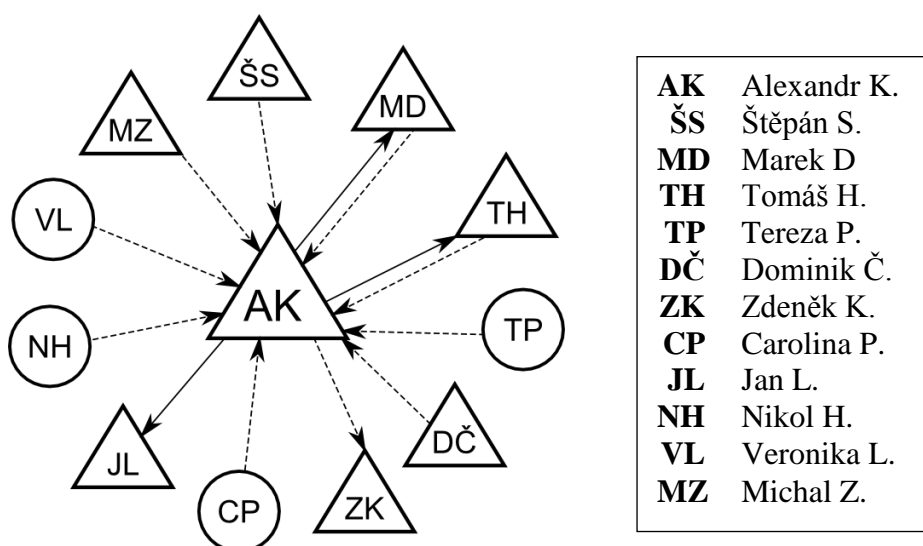 ŠS
MD
MZ
TH
VL
AK
TP
NH
DČ
JL
ZK
CP
AK Alexandr K.
ŠS Štěpán S.
MD Marek D
TH Tomáš H.
TP Tereza P.
DČ Dominik Č.
ZK Zdeněk K.
CP Carolina P.
JL Jan L.
NH Nikol H.
VL Veronika L.
MZ Michal Z.